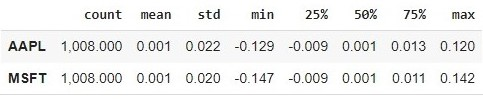 count mean std min 25% 50% 75% max
AAPL 1,008.000 0.001 0.022 -0.129 -0.009 0.001 0.013 0.120
MSFT 1,008.000 0.001 0.020 -0.147 -0.009 0.001 0.011 0.142